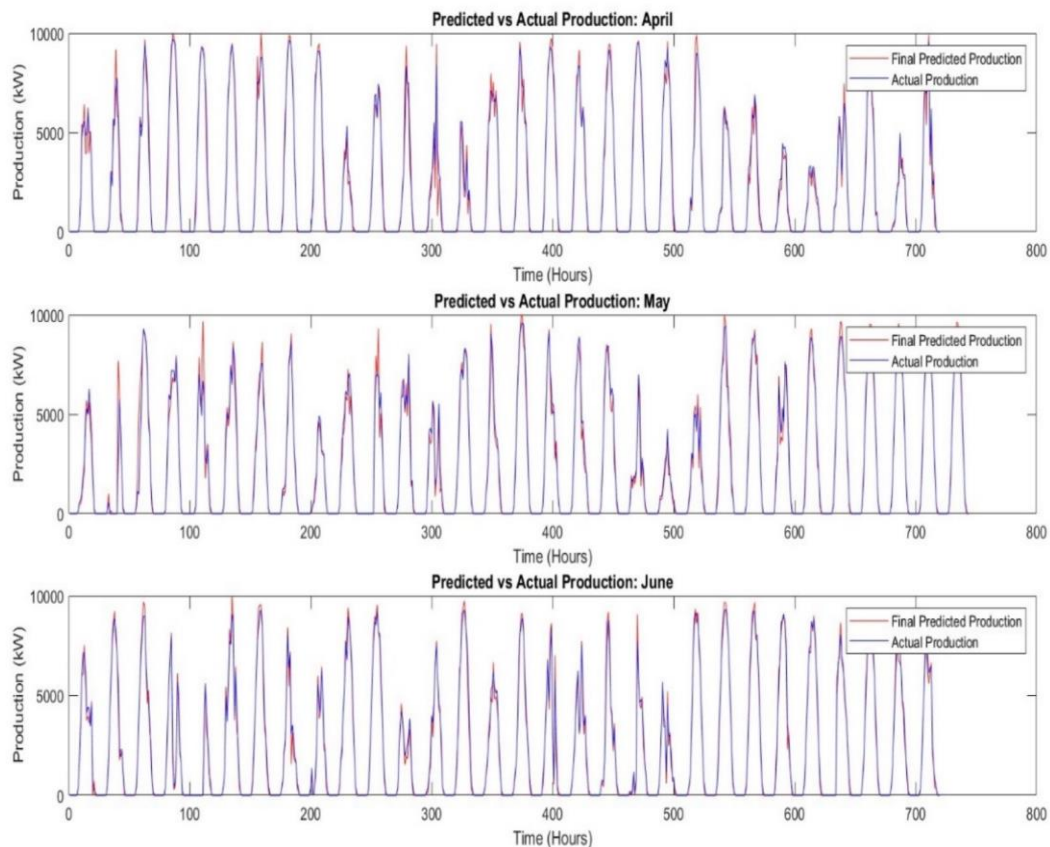 Predicted vs Actual Production: April
10000
5000
0
Production (kW)
Final Predicted Production
Actual Production
0 100 200 300 400 500 600 700 800
Time (Hours)
Predicted vs Actual Production: May
10000
5000
0
Production (kW)
Final Predicted Production
Actual Production
0 100 200 300 400 500 600 700 800
Time (Hours)
Predicted vs Actual Production: June
10000
5000
0
Production (kW)
Final Predicted Production
Actual Production
0 100 200 300 400 500 600 700 800
Time (Hours)